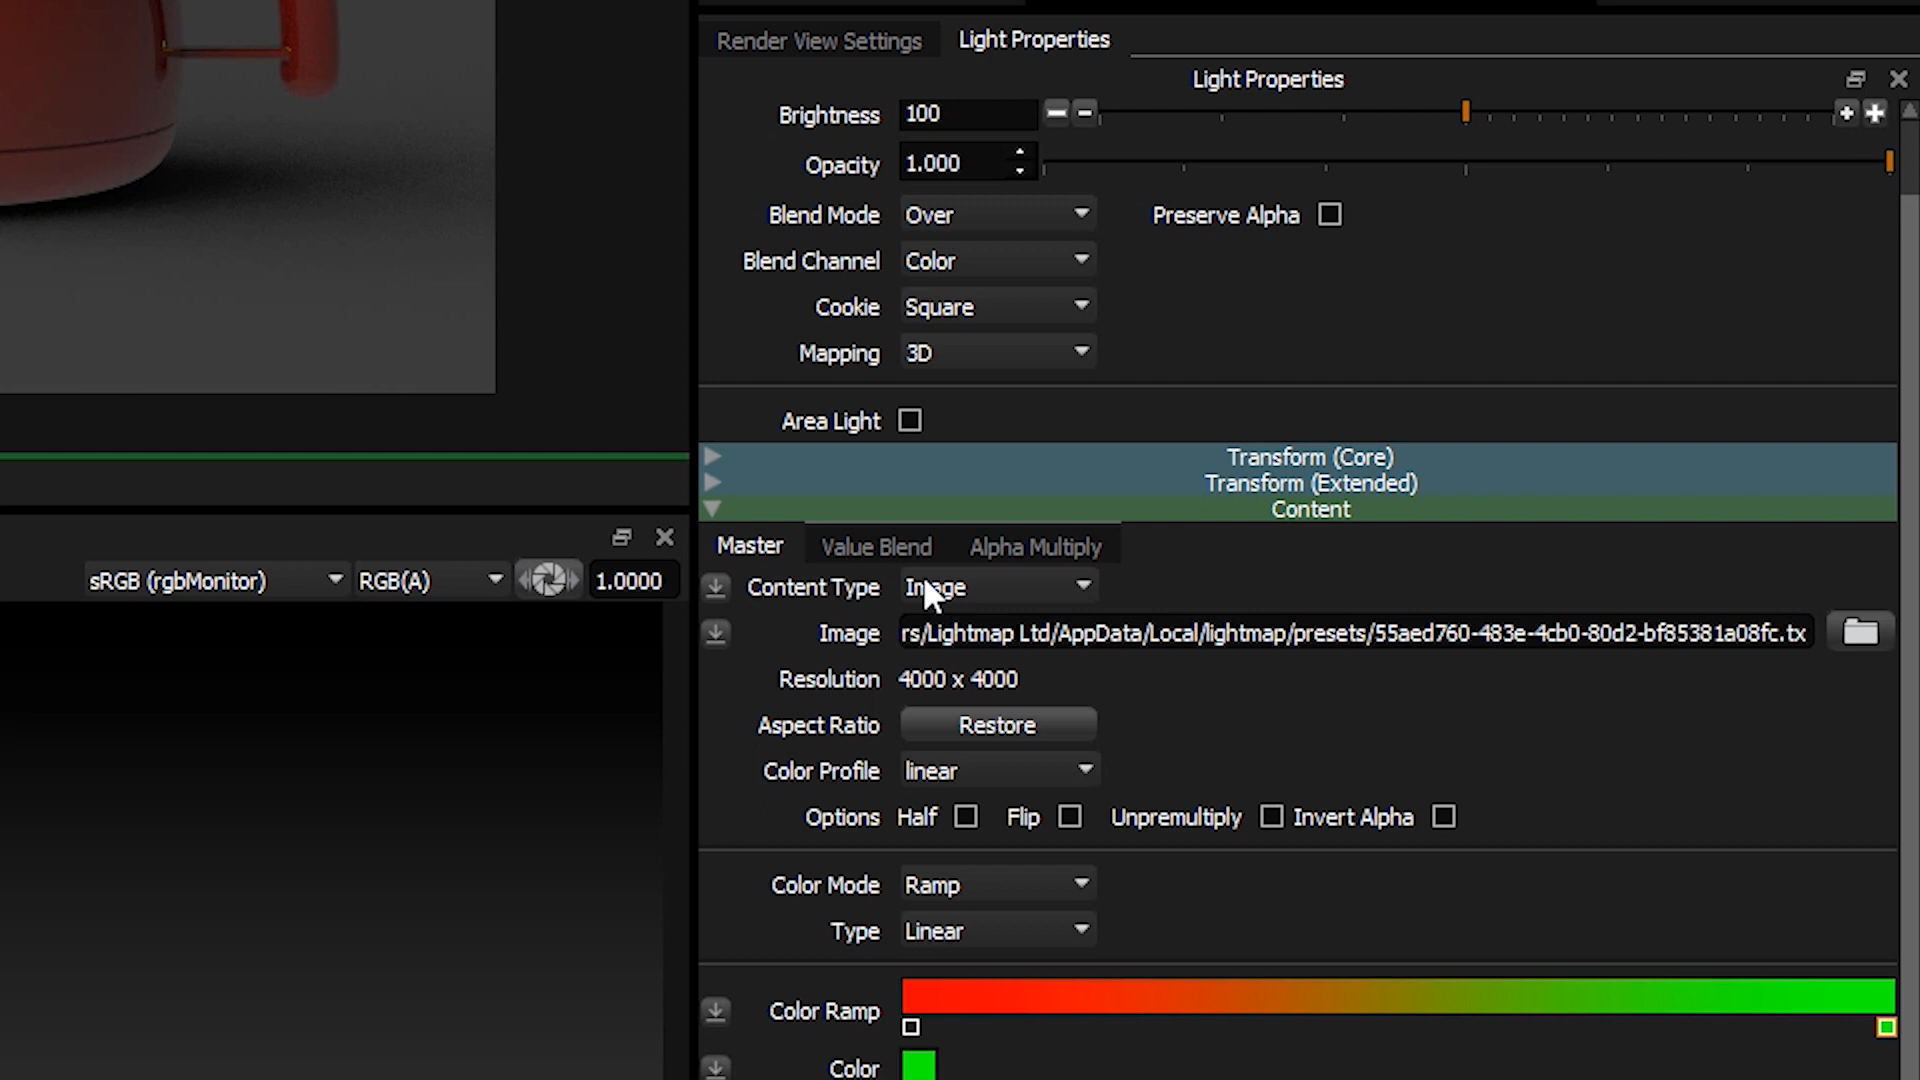 Render View Settings Light Properties
Light Properties
Brightness 100
Opacity 1.000
Blend Mode Over Preserve Alpha
Blend Channel Color
Cookie Square
Mapping 3D
Area Light
Transform (Core)
Transform (Extended)
Content
Master Value Blend Alpha Multiply
sRGB (rgbMonitor) RGB(A) 1.0000
Content Type Image
Image rs/Lightmap Ltd/AppData/Local/lightmap/presets/55aed760-483e-4cb0-80d2-bf85381a08fc.tx
Resolution 4000 x 4000
Aspect Ratio Restore
Color Profile linear
Options Half Flip Unpremultiply Invert Alpha
Color Mode Ramp
Type Linear
Color Ramp
Color